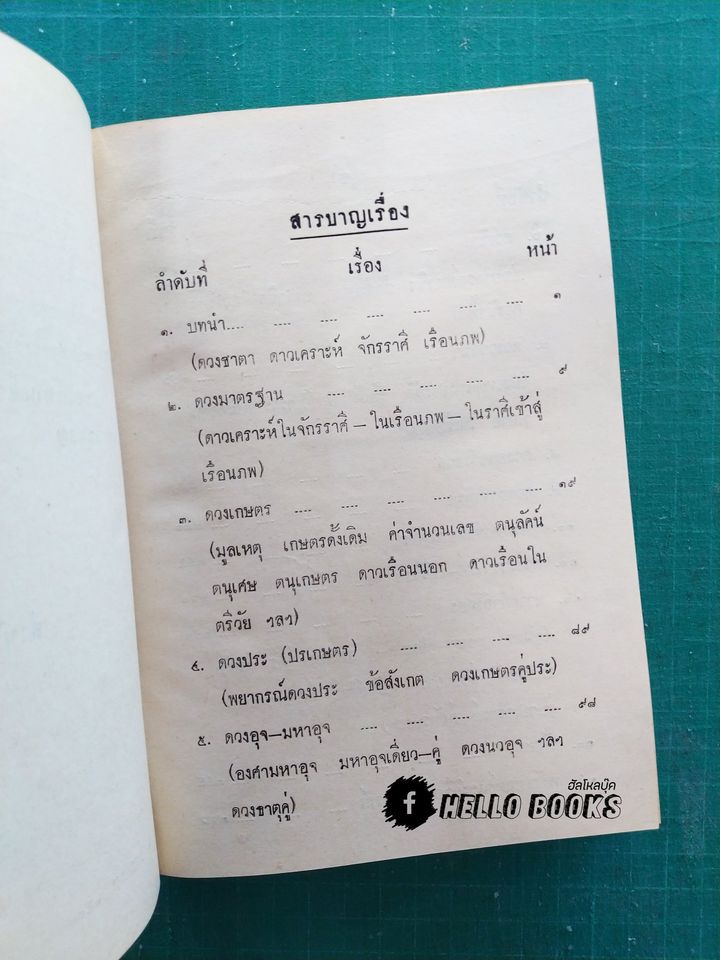 สารบาญเรื่อง
ลำดับที่ เรื่อง หน้า
๑. บทนำ.... .... .... .... .... .... .... ๑
(ดวงชาตา ดาวเคราะห์ จักรราศี เรือนภพ)
๒. ดวงมาตรฐาน .... .... .... .... .... ๙
(ดาวเคราะห์ในจักรราศี – ในเรือนภพ – ในราศีเข้าสู่
เรือนภพ)
๓. ดวงเกษตร .... .... .... .... .... .... ๑๙
(มูลเหตุ เกษตรดั้งเดิม ค่าจำนวนเลข ตนุลัคน์
ตนุเศษ ตนุเกษตร ดาวเรือนนอก ดาวเรือนใน
ตรีวัย ฯลฯ)
๔. ดวงประ (ปรเกษตร) .... .... .... .... ๘๙
(พยากรณ์ดวงประ ข้อสังเกต ดวงเกษตรคู่ประ)
๕. ดวงอุจ–มหาอุจ .... .... .... .... .... ๙๘
(องศามหาอุจ มหาอุจเดี่ยว–คู่ ดวงนวอุจ ฯลฯ
ดวงธาตุคู่)
ฮัลโหลบุ๊ค
f HELLO BOOKS